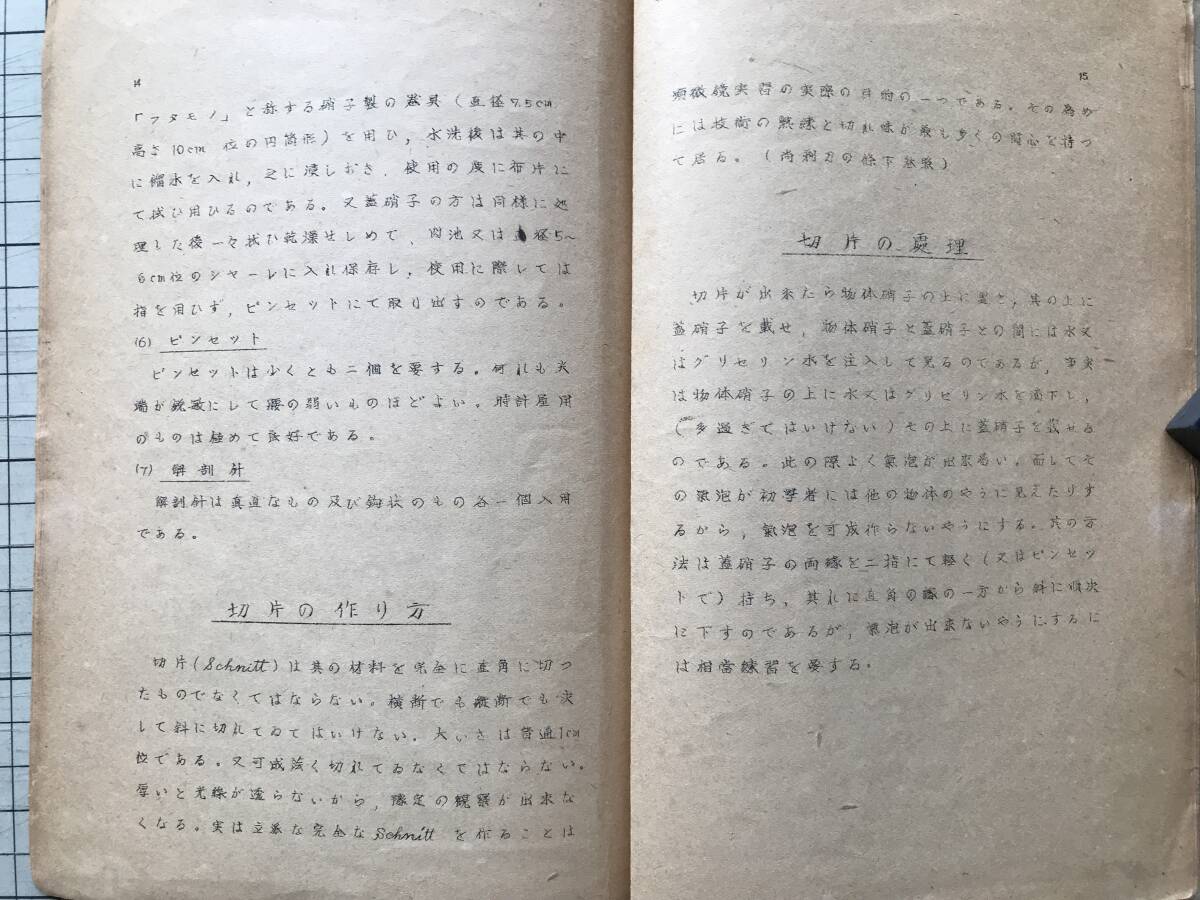 14
「フタモノ」と称する硝子製の器具(直径7.5cm
高さ10cm 位の円筒形)を用ひ,水洗後は其の中
に溜水を入れ,之に漬しおき.使用の度に布片に
て拭ひ用ひるのである。又蓋硝子の方は同様に処
理した後一々拭ひ乾燥せしめて,肉池又は直径5~
6cm位のシャーレに入れ保存し,使用に際しては
指を用ひず,ピンセットにて取り出すのである。
(6) ピンセット
ピンセットは少くとも二個を要する。何れも尖
端が鋭敏にして腰の弱いものほどよい。時計屋用
のものは極めて良好である。
(7) 解剖針
解剖針は真直なもの及び鈎状のもの各一個入用
である。
切片の作り方
切片(Schnitt)は其の材料を完全に直角に切つ
たものでなくてはならない。横断でも縦断でも決
して斜に切れてゐてはいけない。大いさは普通1cm
位である。又可成淡く切れてゐなくてはならない。
厚いと光線が透らないから,豫定の観察が出来な
くなる。実は立派な完全なSchnittを作ることは
15
顕微鏡実習の実際の目的の一つである。その為め
には技術の熟練と切れ味が最も多くの関心を持つ
て居る。(尚剃刀の條下参照)
切片の處理
切片が出来たら物体硝子の上に置き,其の上に
蓋硝子を載せ,物体硝子と蓋硝子との間には水又
はグリセリン水を注入して見るのであるが,事実
は物体硝子の上に水又はグリセリン水を滴下し,
(多過ぎてはいけない)その上に蓋硝子を載せる
のである。此の際よく氣泡が出来易い。而してそ
の氣泡が初學者には他の物体のやうに見えたりす
るから,氣泡を可成作らないやうにする。其の方
法は蓋硝子の両縁を二指にて軽く(又はピンセッ
トで)持ち,其れに直角の縁の一方から斜に順次
に下すのであるが,氣泡が出来ないやうにするに
は相當練習を要する。